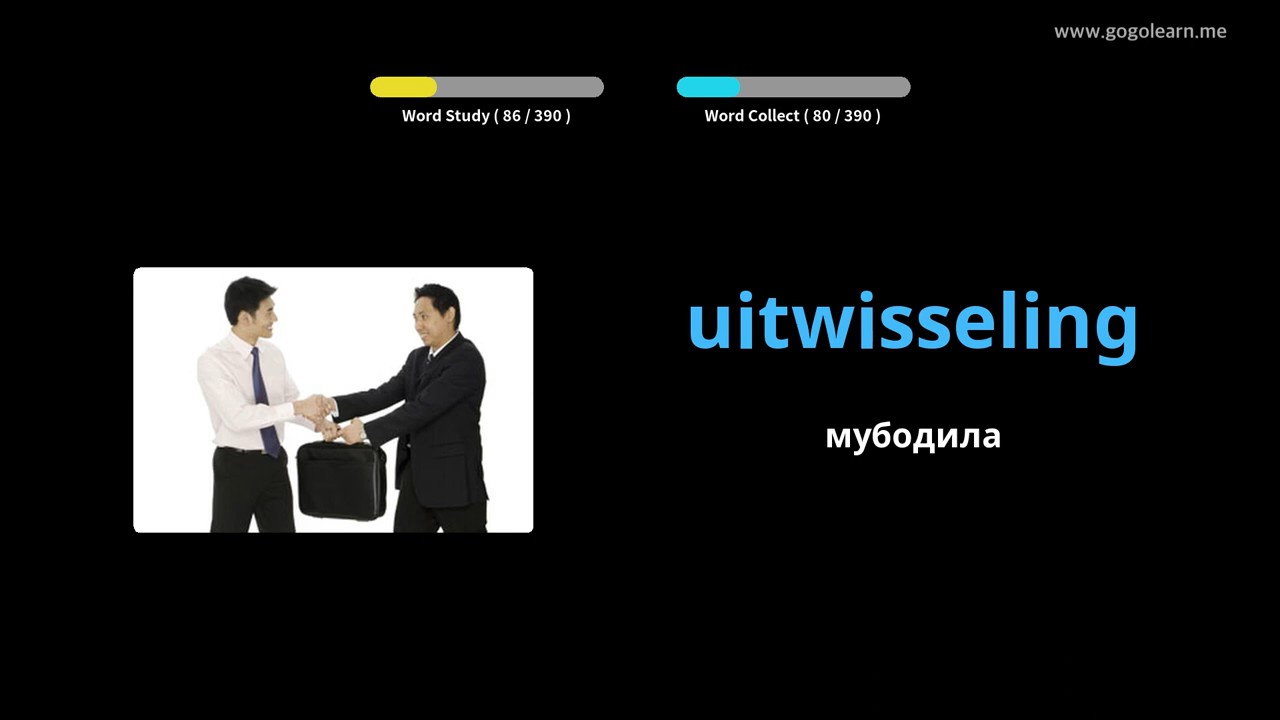 www.gogolearn.me
Word Study ( 86 / 390 )
Word Collect ( 80 / 390 )
uitwisseling
мубодила